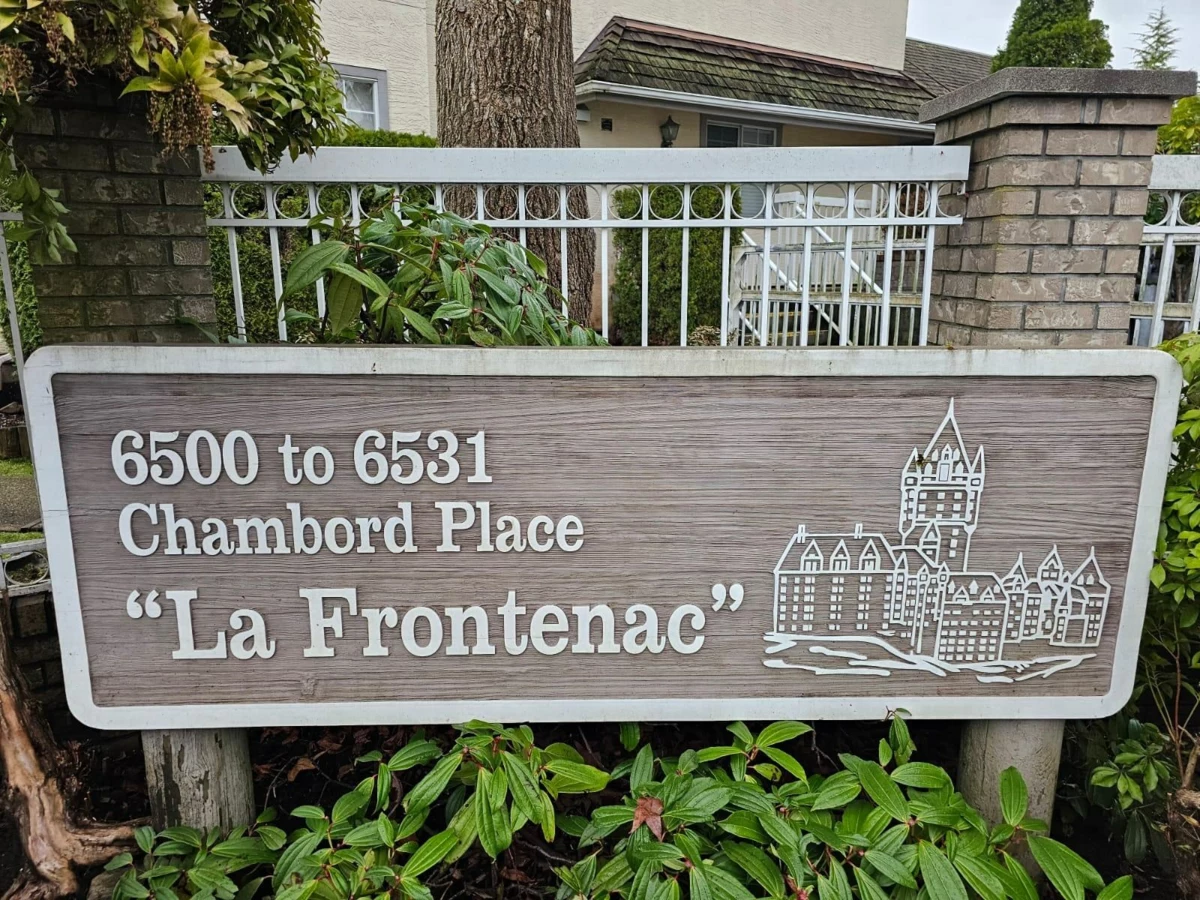 6500 to 6531
Chambord Place
“La Frontenac”